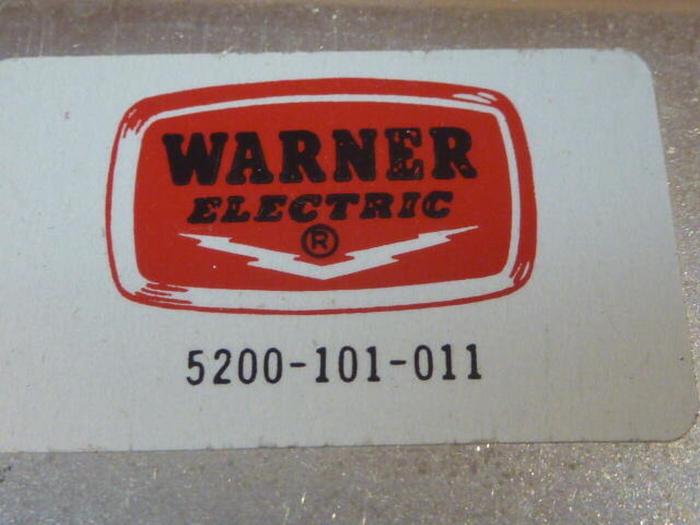 WARNER
ELECTRIC
®
5200-101-011